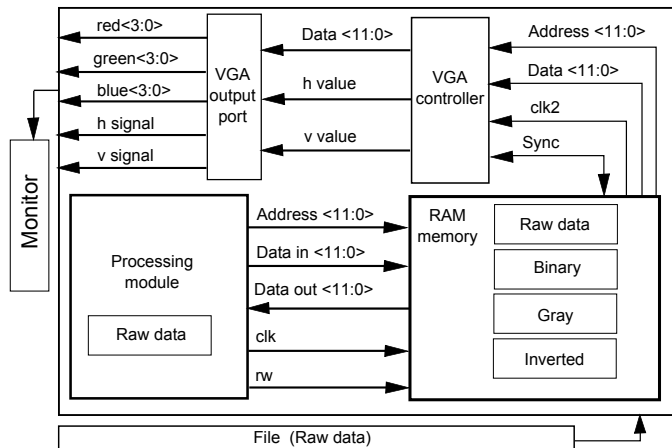 red<3:0>
green<3:0>
blue<3:0>
h signal
v signal
VGA
output
port
Data <11:0>
h value
v value
VGA
controller
Address <11:0>
Data <11:0>
clk2
Sync
Monitor
Processing
module
Raw data
Address <11:0>
Data in <11:0>
Data out <11:0>
clk
rw
RAM
memory
Raw data
Binary
Gray
Inverted
File (Raw data)